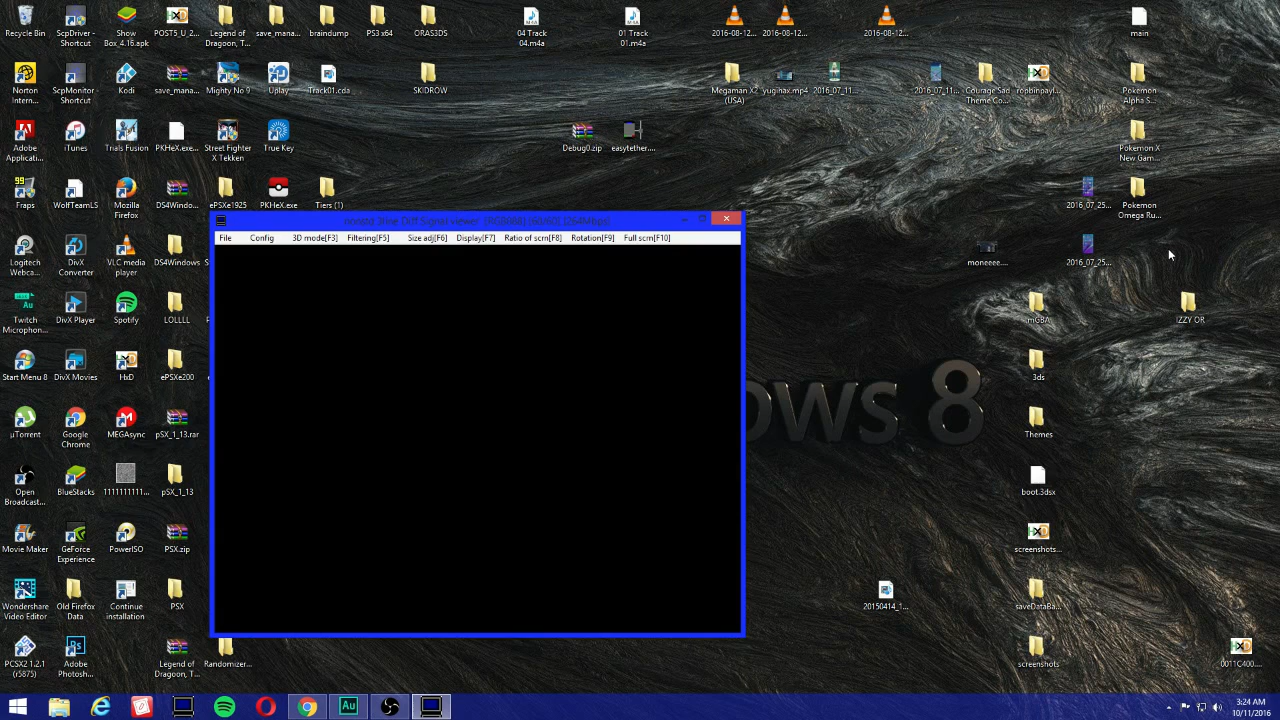 Recycle Bin
ScpDriver -
Shortcut
Show
Box_4.16.apk
POST5_U_2...
Legend of
Dragoon, T...
save_mana...
braindump
PS3 x64
ORAS3DS
04 Track
04.m4a
01 Track
01.m4a
2016-08-12...
2016-08-12...
2016-08-12...
main
Norton
Intern...
ScpMonitor -
Shortcut
Kodi
save_mana...
Mighty No 9
Uplay
Track01.cda
SKIDROW
Megaman X2
(USA)
yuginax.mp4
2016_07_11...
2016_07_11...
Courage Sad
Theme Co...
ropbinpayl...
Pokemon
Alpha S...
Adobe
Applicati...
iTunes
Trials Fusion
PKHeX.exe...
Street Fighter
X Tekken
True Key
Debug0.zip
easytether....
Pokemon X
New Gam...
Fraps
WolfTeamLS
Mozilla
Firefox
DS4Windo...
ePSXe1925
PKHeX.exe
Tiers (1)
2016_07_25...
Pokemon
Omega Ru...
File
Config
3D mode[F3]
Filtering[F5]
Size adj[F6]
Display[F7]
Ratio of scrn[F8]
Rotation[F9]
Full scrn[F10]
Logitech
Webca...
DivX
Converter
VLC media
player
DS4Windows
moneeee....
2016_07_25...
Twitch
Microphon...
DivX Player
Spotify
LOLLLL
mGBA
IZZY OR
WS 8
Start Menu 8
DivX Movies
HxD
ePSXe200
3ds
µTorrent
Google
Chrome
MEGAsync
pSX_1_13.rar
Themes
Open
Broadcast...
BlueStacks
1111111111...
pSX_1_13
boot.3dsx
Movie Maker
GeForce
Experience
PowerISO
PSX.zip
screenshots...
Wondershare
Video Editor
Old Firefox
Data
Continue
installation
PSX
20150414_1...
saveDataBa...
PCSX2 1.2.1
(r5875)
Adobe
Photosh...
Legend of
Dragoon, T...
Randomizer...
screenshots
0011C400....
3:24 AM
10/11/2016